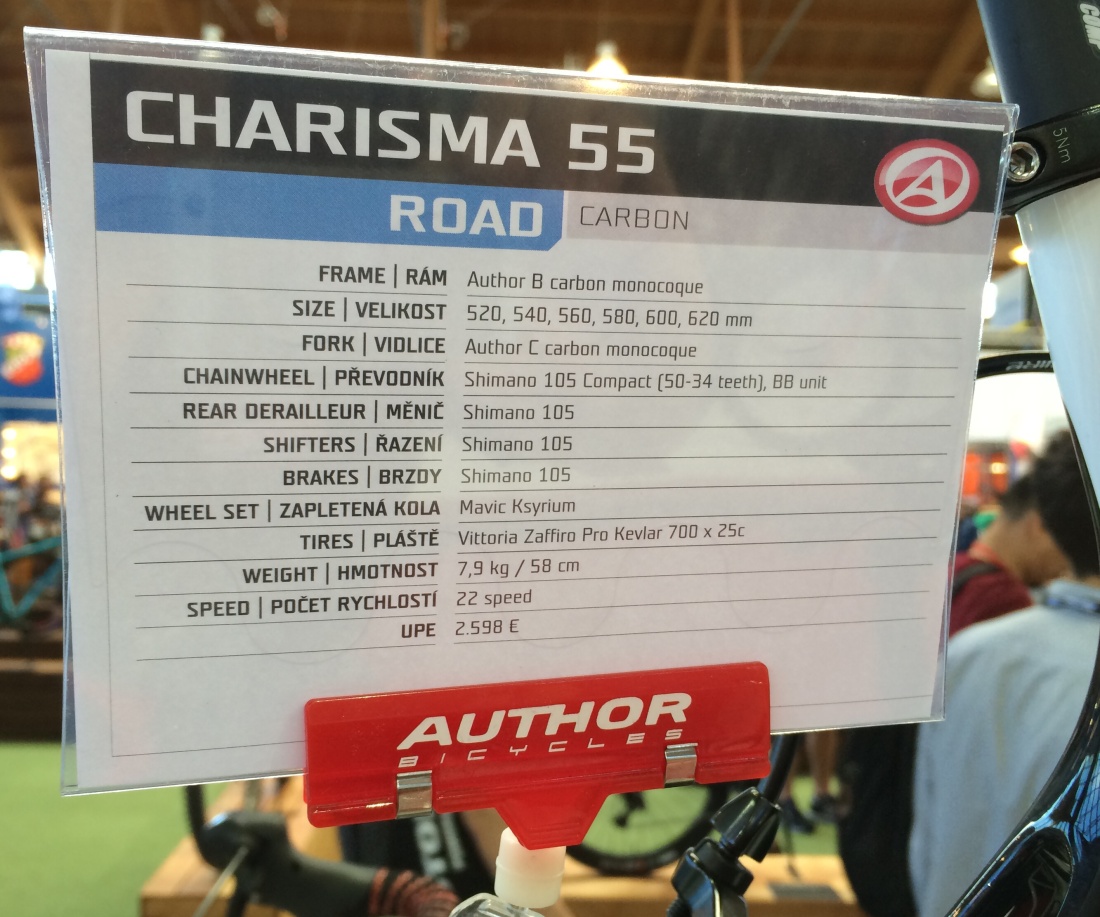 CHARISMA 55
ROAD CARBON
FRAME | RÁM Author B carbon monocoque
SIZE | VELIKOST 520, 540, 560, 580, 600, 620 mm
FORK | VIDLICE Author C carbon monocoque
CHAINWHEEL | PŘEVODNÍK Shimano 105 Compact (50-34 teeth), BB unit
REAR DERAILLEUR | MĚNIČ Shimano 105
SHIFTERS | ŘAZENÍ Shimano 105
BRAKES | BRZDY Shimano 105
WHEEL SET | ZAPLETENÁ KOLA Mavic Ksyrium
TIRES | PLÁŠTĚ Vittoria Zaffiro Pro Kevlar 700 x 25c
WEIGHT | HMOTNOST 7,9 kg / 58 cm
SPEED | POČET RYCHLOSTÍ 22 speed
UPE 2.598 €
AUTHOR
BICYCLES
5Nm